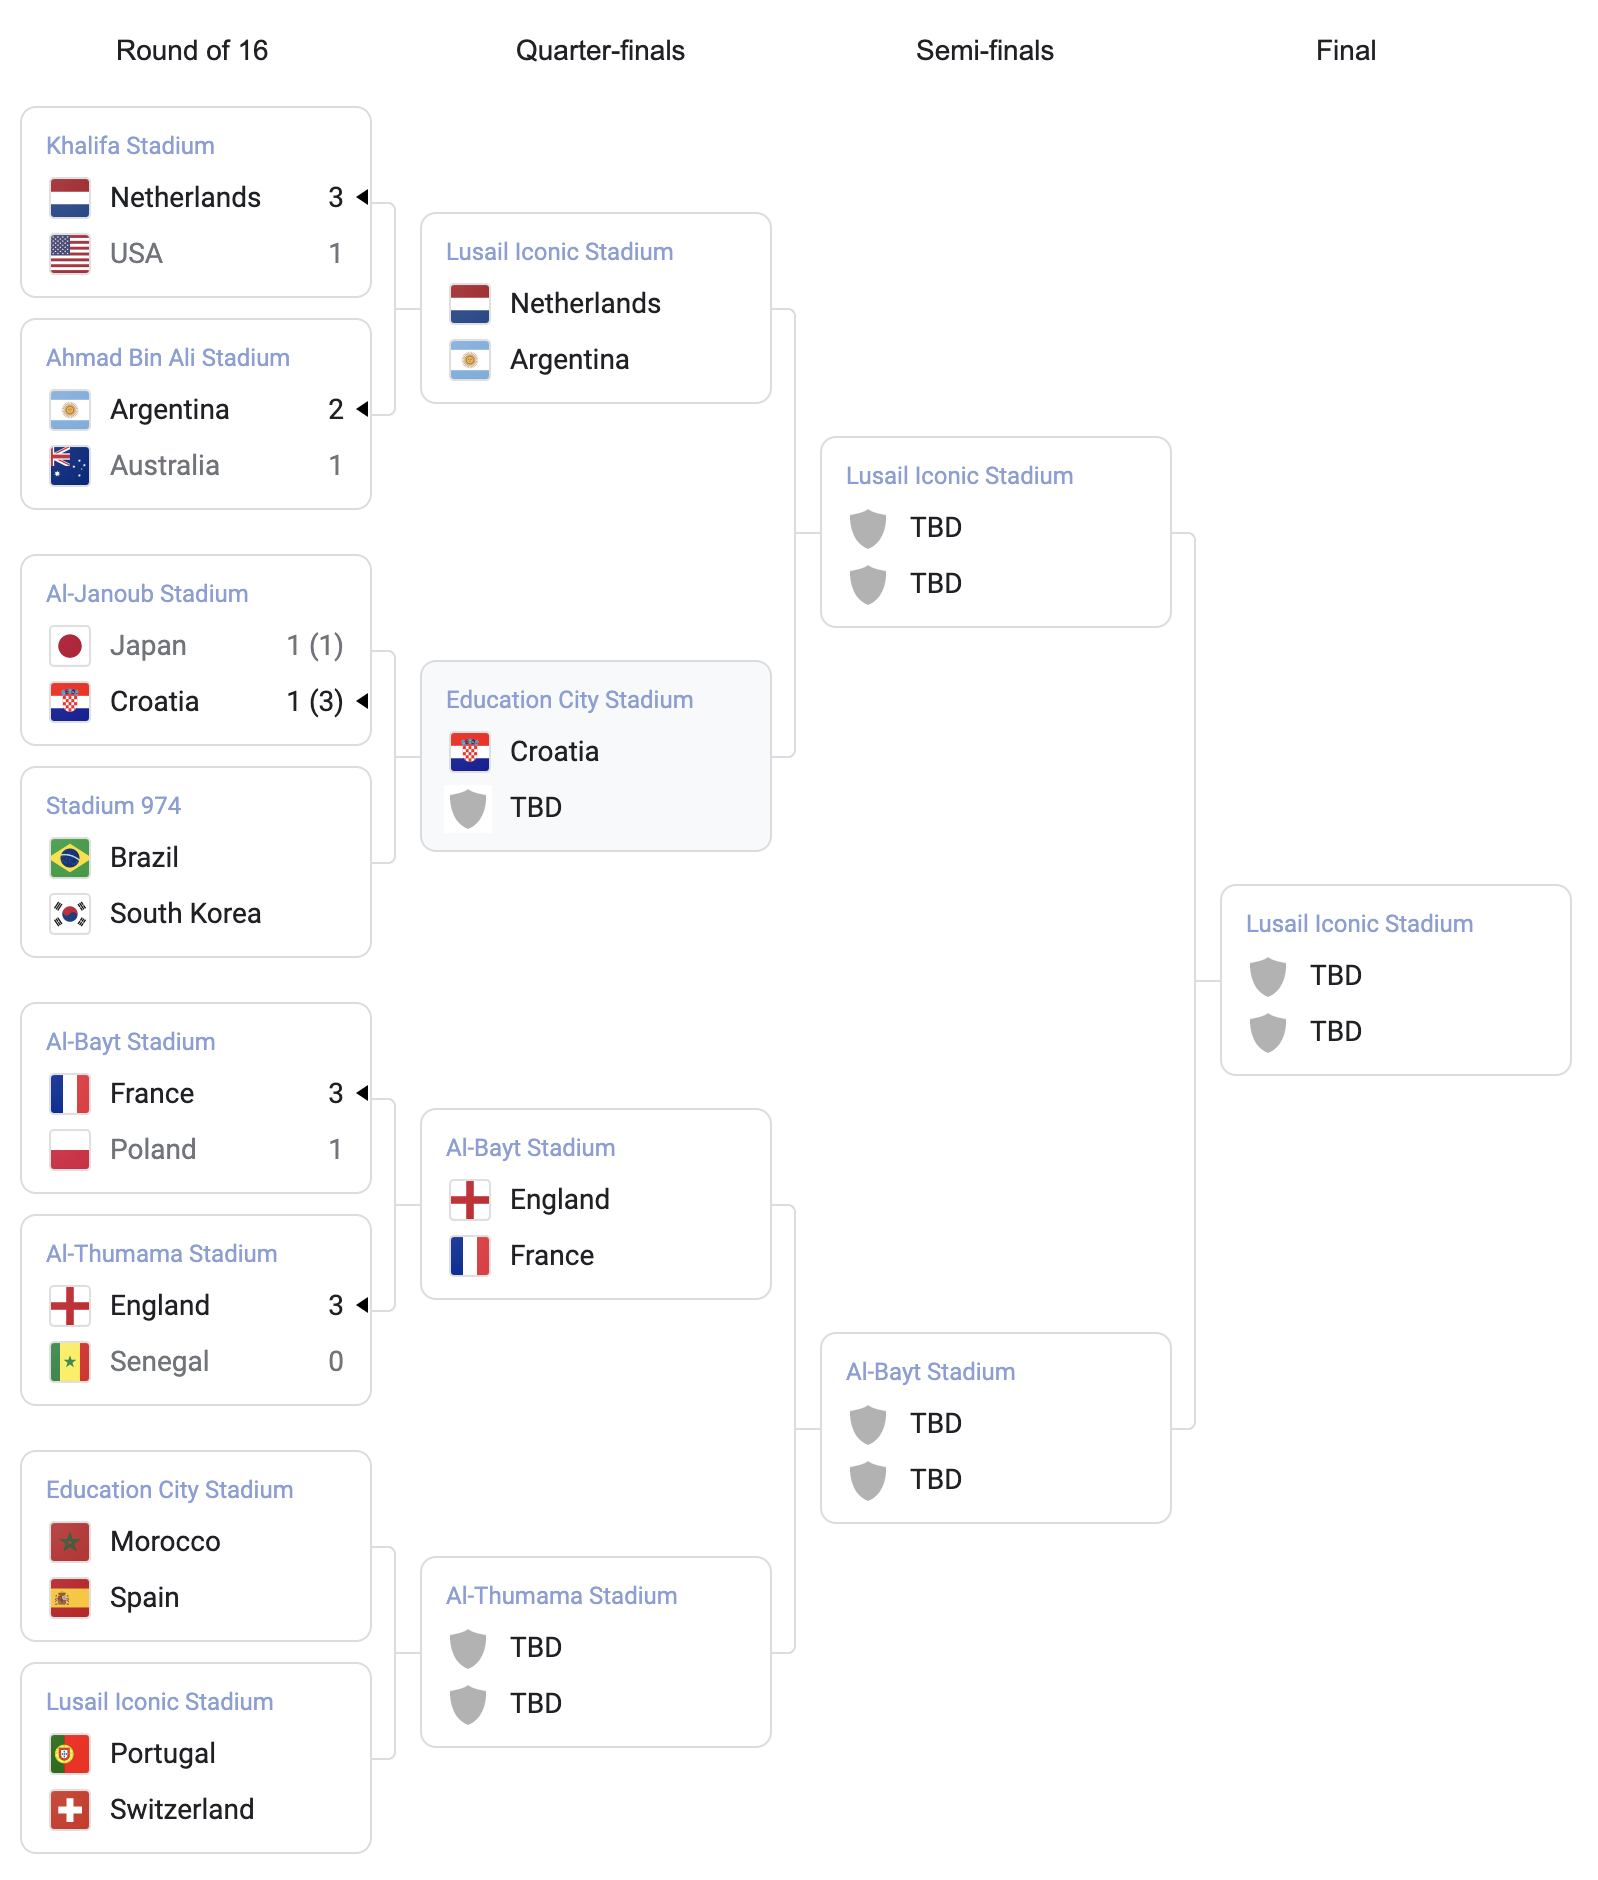 Round of 16
Quarter-finals
Semi-finals
Final
Khalifa Stadium
Netherlands 3
USA 1
Ahmad Bin Ali Stadium
Argentina 2
Australia 1
Al-Janoub Stadium
Japan 1 (1)
Croatia 1 (3)
Stadium 974
Brazil
South Korea
Al-Bayt Stadium
France 3
Poland 1
Al-Thumama Stadium
England 3
Senegal 0
Education City Stadium
Morocco
Spain
Lusail Iconic Stadium
Portugal
Switzerland
Lusail Iconic Stadium
Netherlands
Argentina
Education City Stadium
Croatia
TBD
Al-Bayt Stadium
England
France
Al-Thumama Stadium
TBD
TBD
Lusail Iconic Stadium
TBD
TBD
Al-Bayt Stadium
TBD
TBD
Lusail Iconic Stadium
TBD
TBD